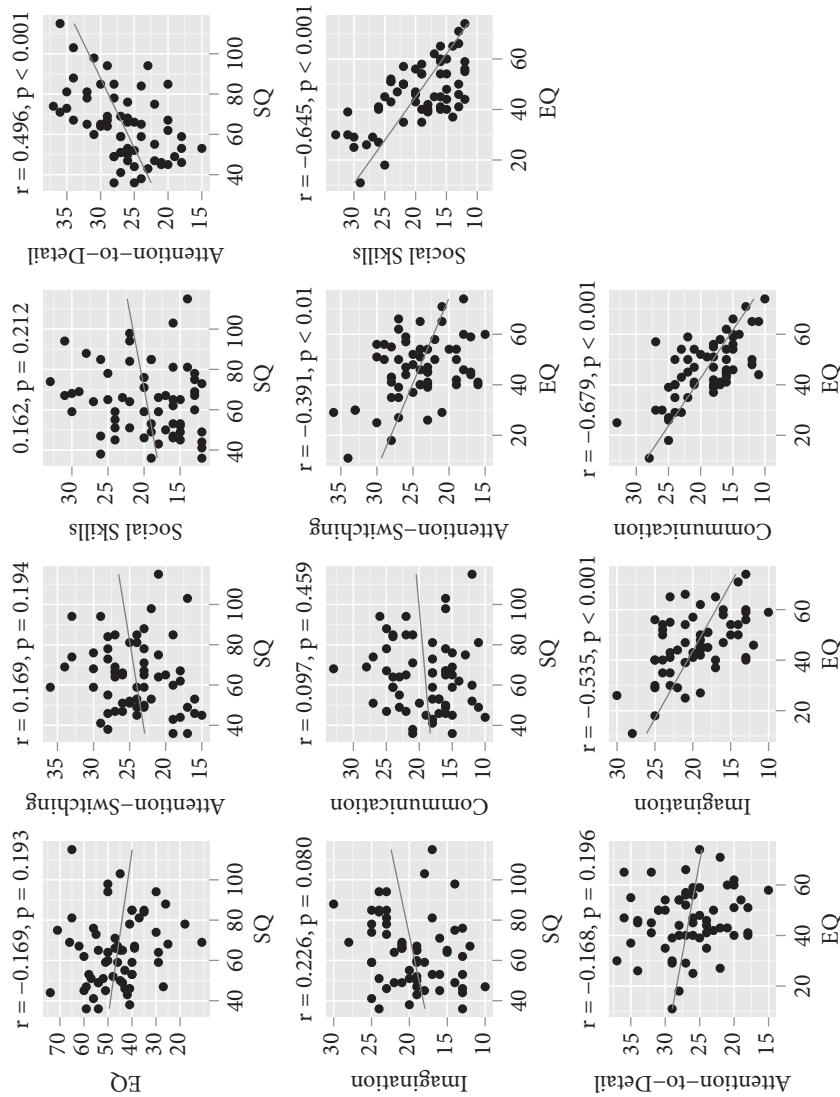 r = −0.169, p = 0.193
EQ
70
60
50
40
30
20
40 60 80 100
SQ
r = 0.169, p = 0.194
Attention−Switching
35
30
25
20
15
40 60 80 100
SQ
0.162, p = 0.212
Social Skills
30
25
20
15
40 60 80 100
SQ
r = 0.496, p < 0.001
Attention−to−Detail
35
30
25
20
15
40 60 80 100
SQ
r = 0.226, p = 0.080
Imagination
30
25
20
15
10
40 60 80 100
SQ
r = 0.097, p = 0.459
Communication
30
25
20
15
10
40 60 80 100
SQ
r = −0.391, p < 0.01
Attention−Switching
35
30
25
20
15
20 40 60
EQ
r = −0.645, p < 0.001
Social Skills
30
25
20
15
20 40 60
EQ
r = −0.168, p = 0.196
Attention−to−Detail
35
30
25
20
15
20 40 60
EQ
r = −0.535, p < 0.001
Imagination
30
25
20
15
10
20 40 60
EQ
r = −0.679, p < 0.001
Communication
30
25
20
15
10
20 40 60
EQ